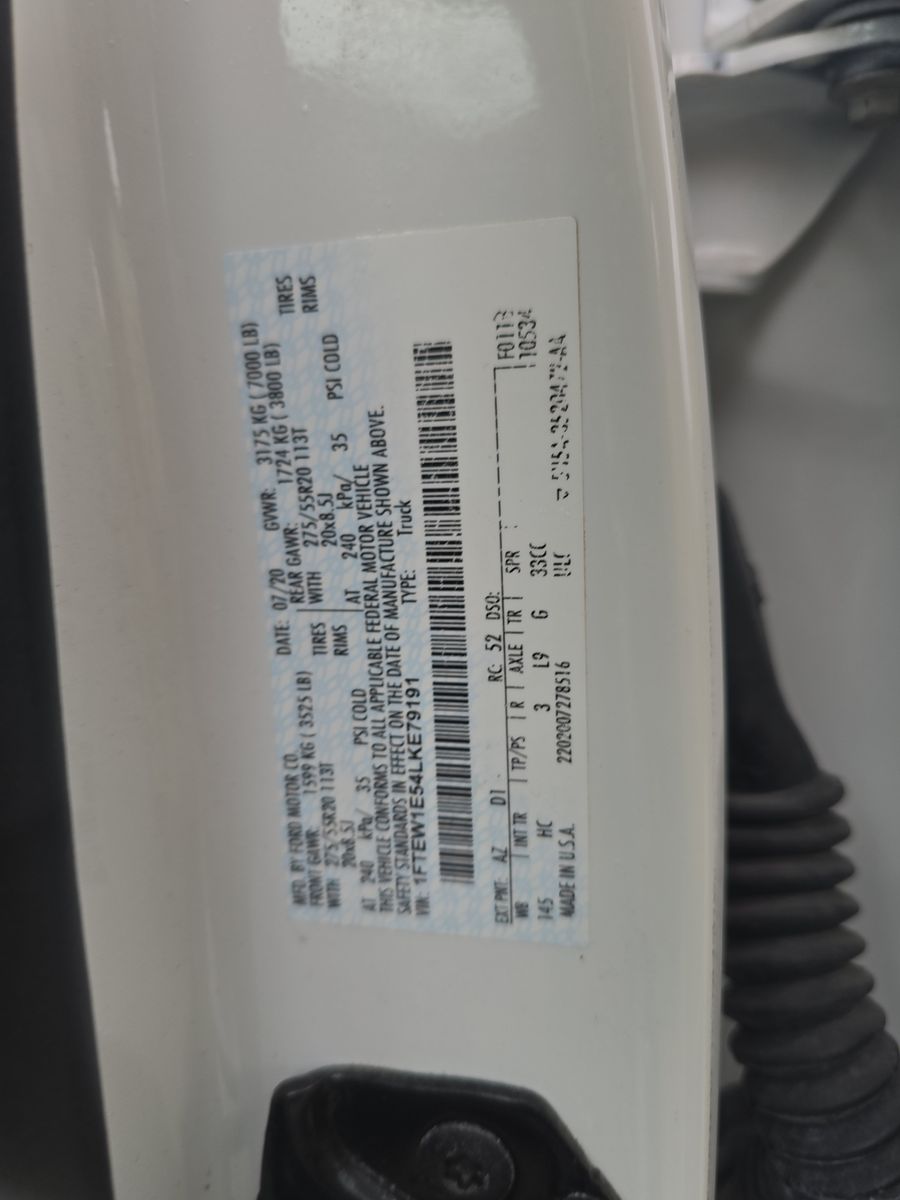 MFD. BY FORD MOTOR CO. DATE: 07/20 GVWR: 3175 KG ( 7000 LB)
FRONT GAWR: 1599 KG ( 3525 LB) REAR GAWR: 1724 KG ( 3800 LB)
WITH 275/55R20 113T TIRES WITH 275/55R20 113T TIRES
20x8.5J RIMS 20x8.5J RIMS
AT 240 kPa/ 35 PSI COLD AT 240 kPa/ 35 PSI COLD
THIS VEHICLE CONFORMS TO ALL APPLICABLE FEDERAL MOTOR VEHICLE
SAFETY STANDARDS IN EFFECT ON THE DATE OF MANUFACTURE SHOWN ABOVE.
VIN: 1FTEW1E54LKE79191 TYPE: Truck
EXT PNT: AZ D1 RC: 52 DSO: F0113
WB INT TR TP/PS R AXLE TR SPR 10534
145 HC 3 L9 G 33CC
MADE IN U.S.A. 2202007278516